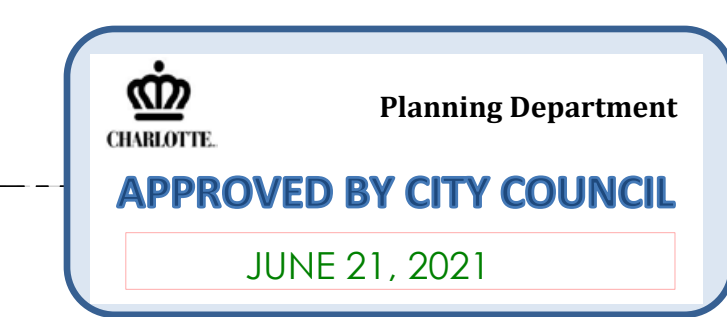 Planning Department
CHARLOTTE.
APPROVED BY CITY COUNCIL
JUNE 21, 2021